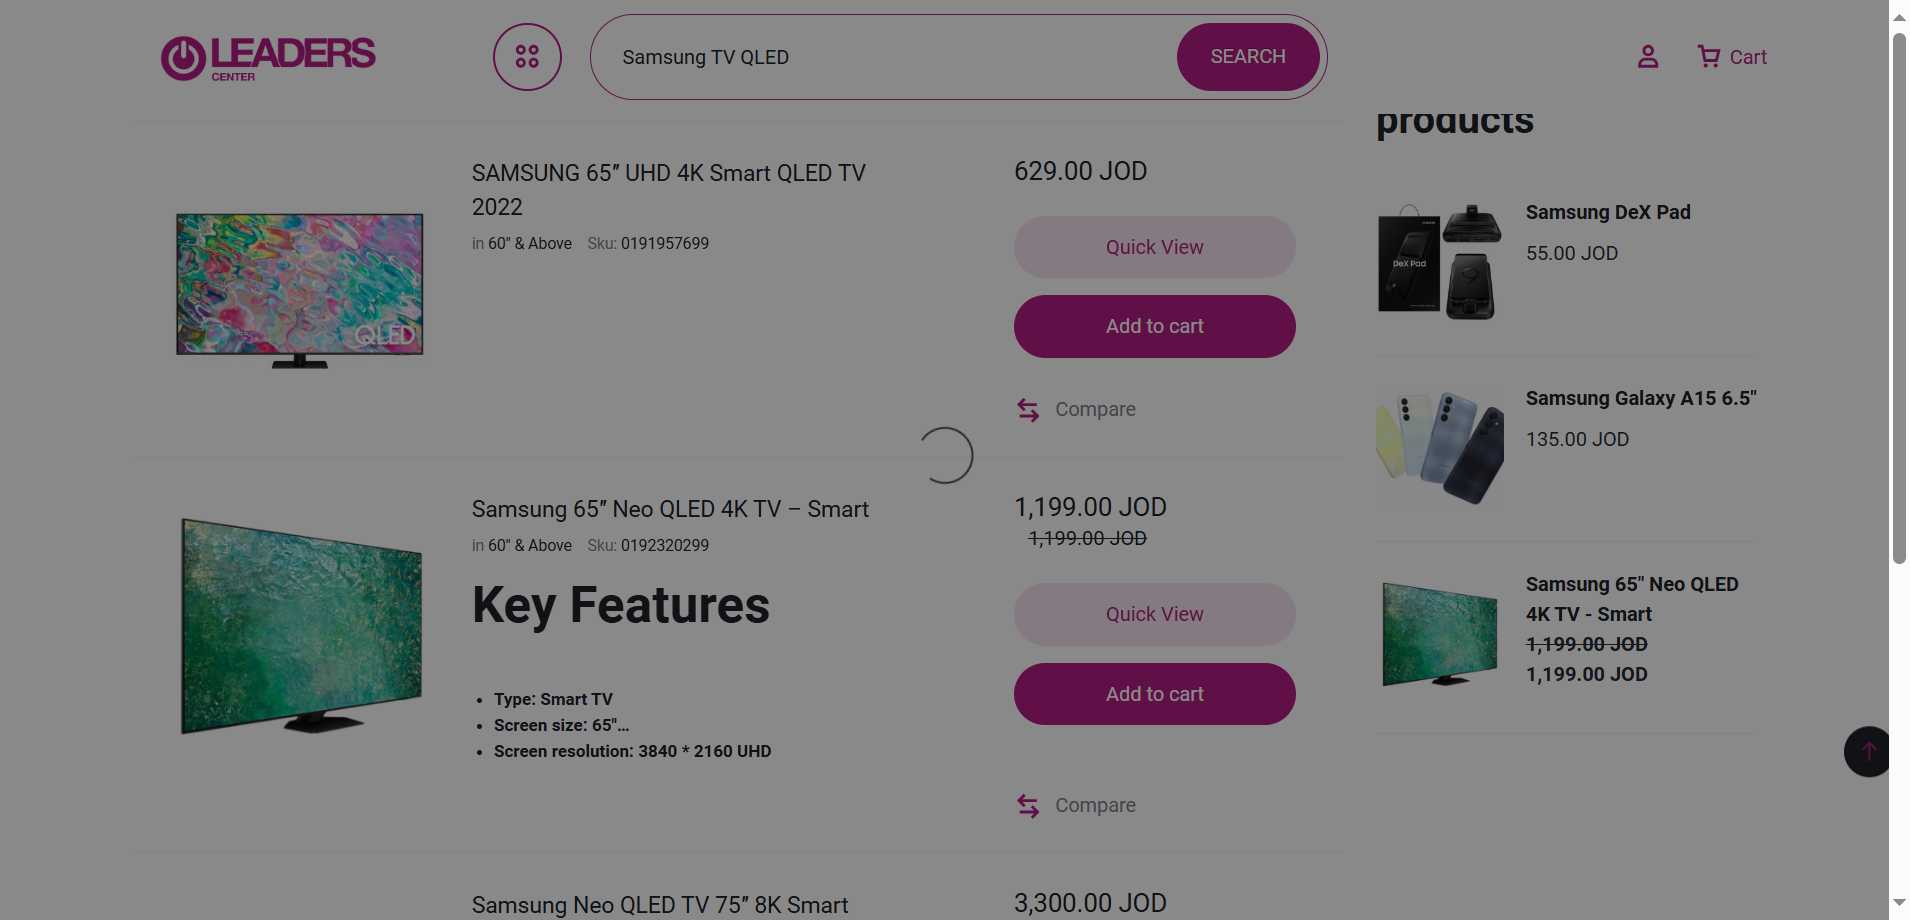 LEADERS
CENTER
Samsung TV QLED
SEARCH
Cart
products
SAMSUNG 65” UHD 4K Smart QLED TV
2022
in 60" & Above Sku: 0191957699
629.00 JOD
Quick View
Add to cart
Compare
QLED
Samsung 65” Neo QLED 4K TV – Smart
in 60" & Above Sku: 0192320299
Key Features
• Type: Smart TV
• Screen size: 65"...
• Screen resolution: 3840 * 2160 UHD
1,199.00 JOD
1,199.00 JOD
Quick View
Add to cart
Compare
Samsung Neo QLED TV 75” 8K Smart
3,300.00 JOD
Samsung DeX Pad
55.00 JOD
DeX Pad
Samsung Galaxy A15 6.5"
135.00 JOD
Samsung 65" Neo QLED
4K TV - Smart
1,199.00 JOD
1,199.00 JOD